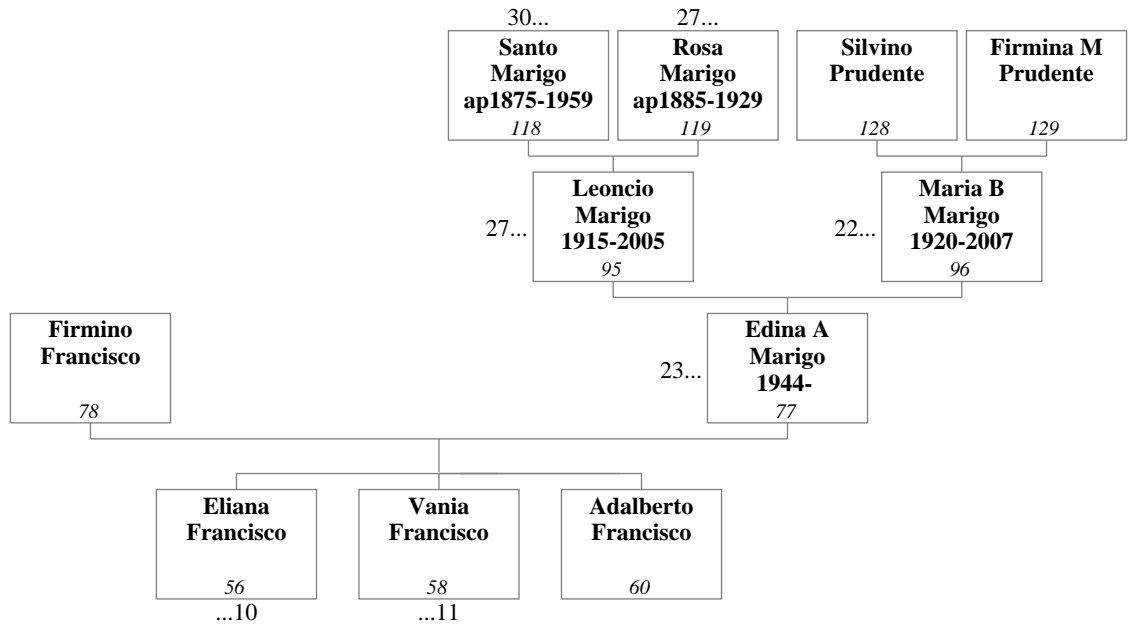 30...
27...
Santo
Marigo
ap1875-1959
118
Rosa
Marigo
ap1885-1929
119
Silvino
Prudente
128
Firmina M
Prudente
129
27...
Leoncio
Marigo
1915-2005
95
22...
Maria B
Marigo
1920-2007
96
Firmino
Francisco
78
23...
Edina A
Marigo
1944-
77
Eliana
Francisco
56
...10
Vania
Francisco
58
...11
Adalberto
Francisco
60